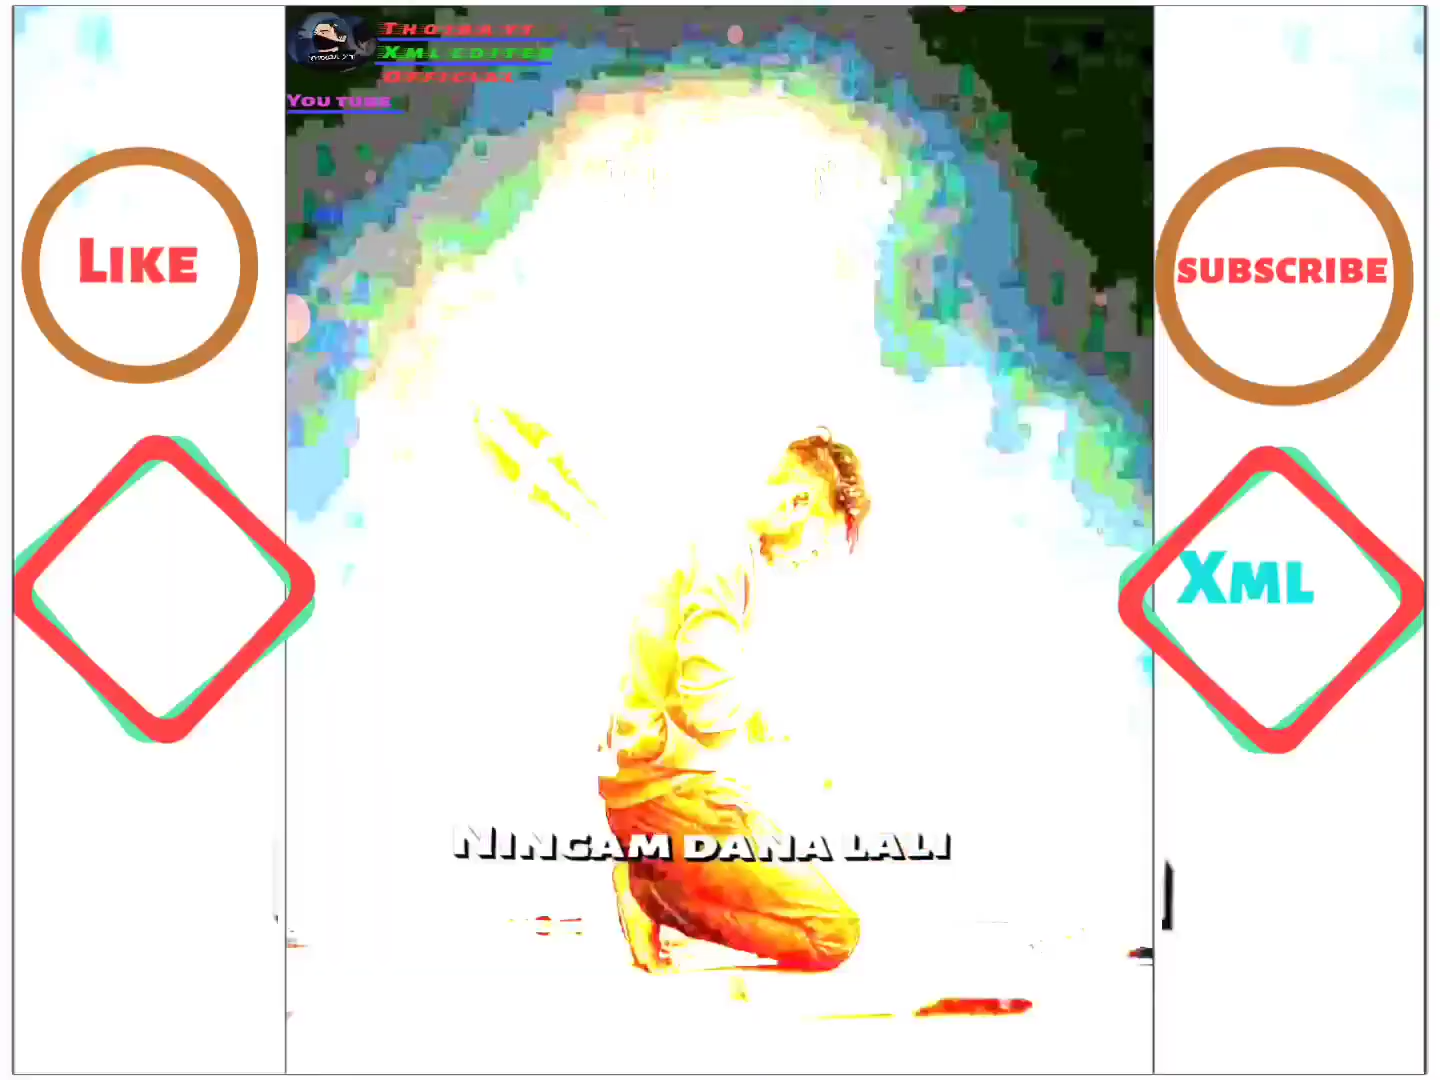 Thoiba YT
Xml editer
Official
You tube
Like
SUBSCRIBE
Xml
Ningam dana lali